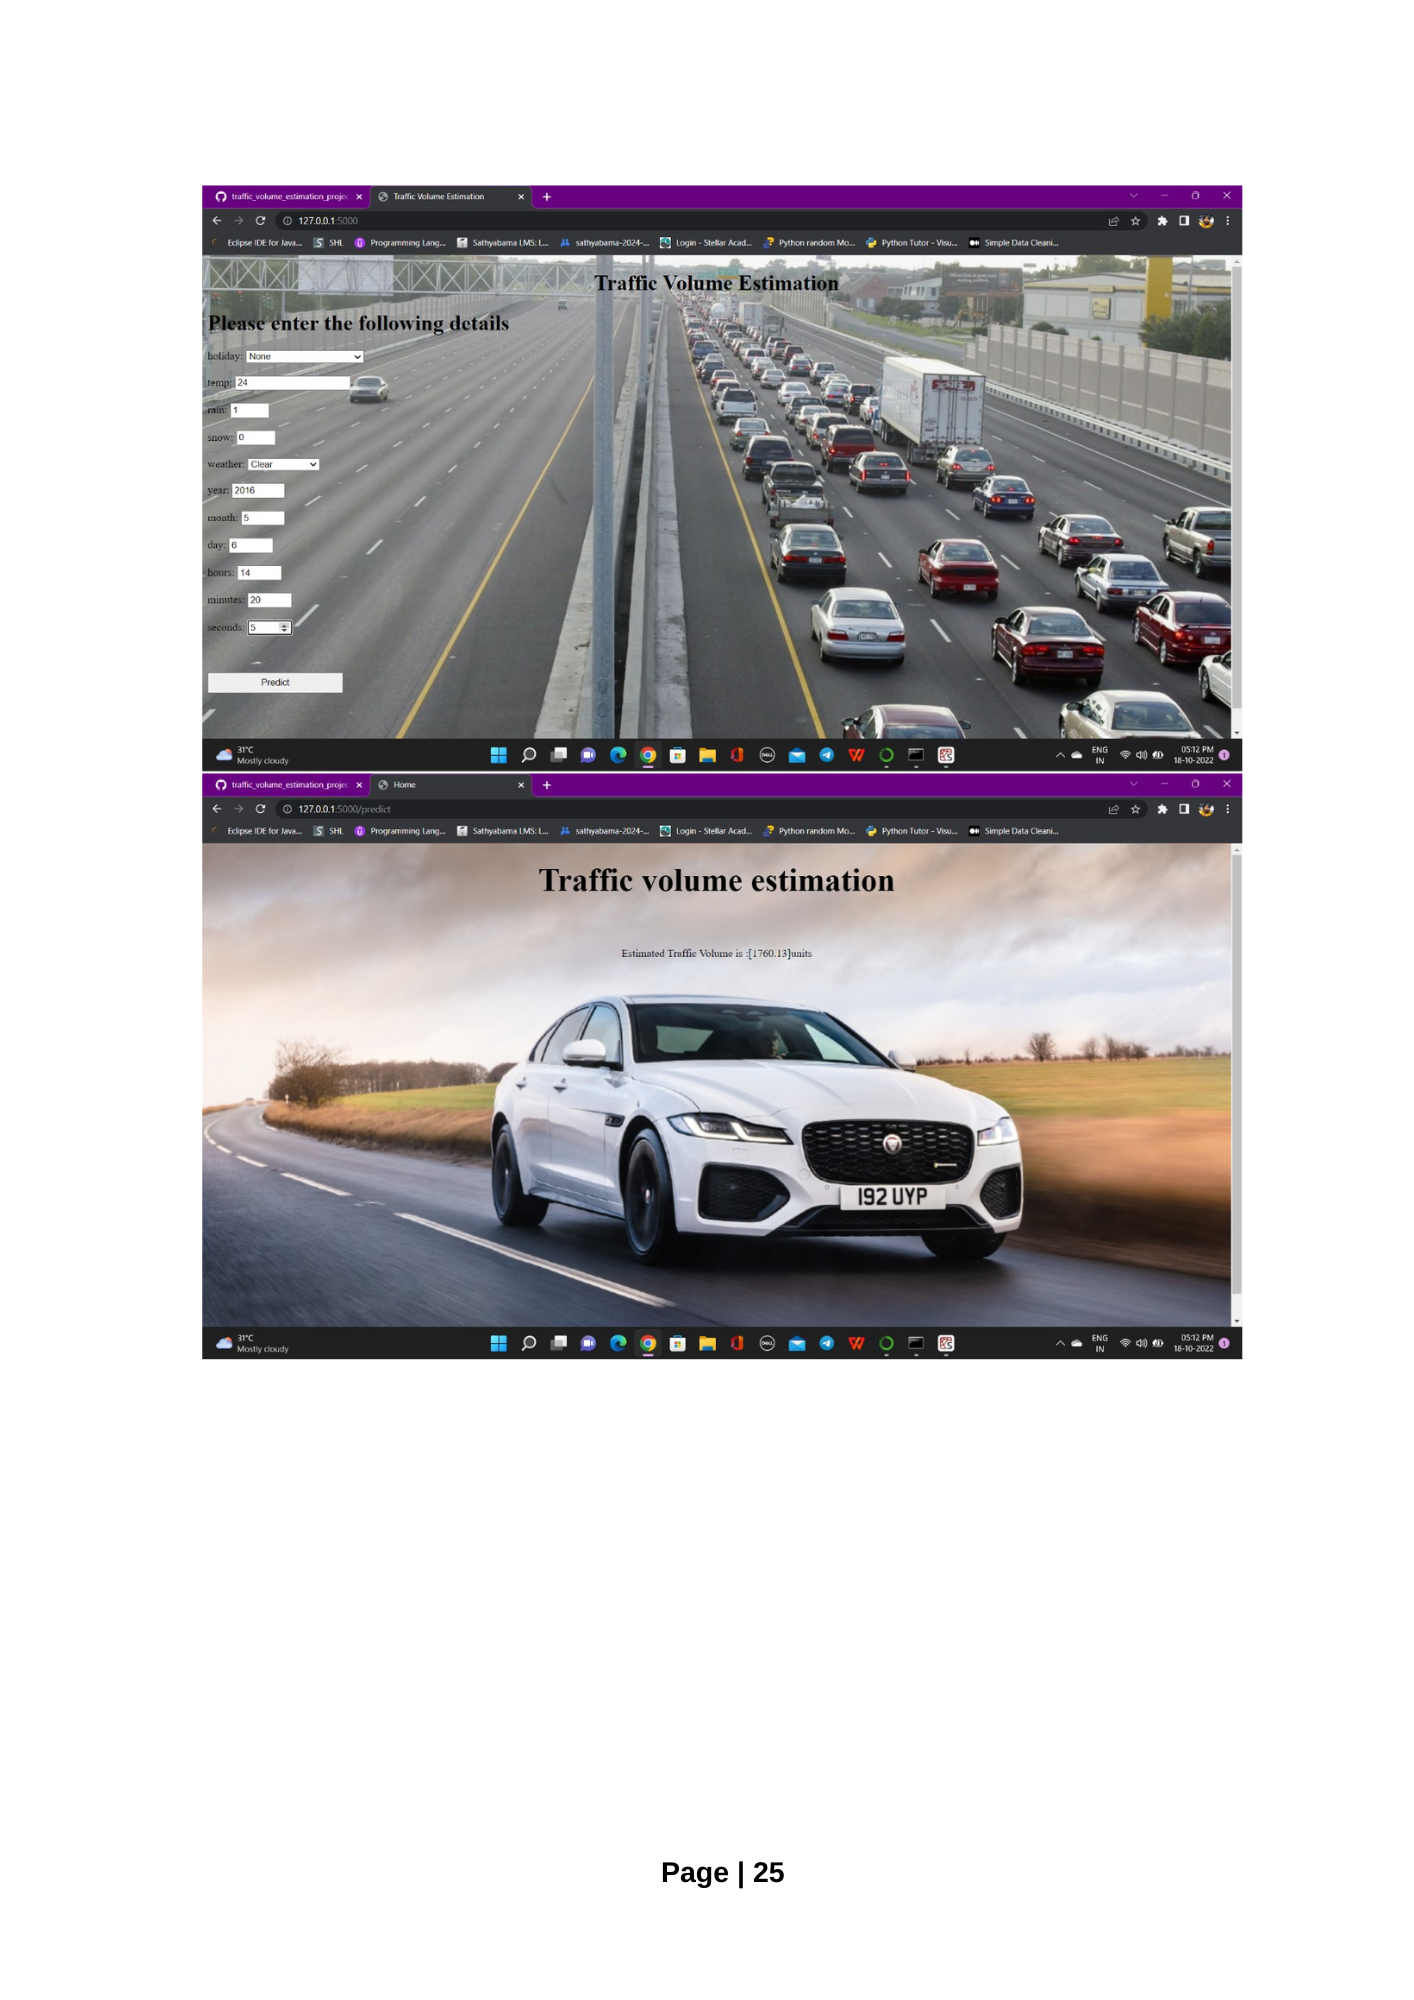 traffic_volume_estimation_projec
Traffic Volume Estimation
127.0.0.1:5000
Eclipse IDE for Java... SHL Programming Lang... Sathyabama LMS: L... sathyabama-2024-... Login - Stellar Acad... Python random Mo... Python Tutor - Visu... Simple Data Cleani...
Traffic Volume Estimation
Please enter the following details
holiday: None
temp: 24
rain: 1
snow: 0
weather: Clear
year: 2016
month: 5
day: 6
hours: 14
minutes: 20
seconds: 5
Predict
31°C
Mostly cloudy
ENG
IN
05:12 PM
18-10-2022
1
traffic_volume_estimation_projec
Home
127.0.0.1:5000/predict
Eclipse IDE for Java... SHL Programming Lang... Sathyabama LMS: L... sathyabama-2024-... Login - Stellar Acad... Python random Mo... Python Tutor - Visu... Simple Data Cleani...
Traffic volume estimation
Estimated Traffic Volume is :[1760.13]units
192 UYP
31°C
Mostly cloudy
ENG
IN
05:12 PM
18-10-2022
1
Page | 25